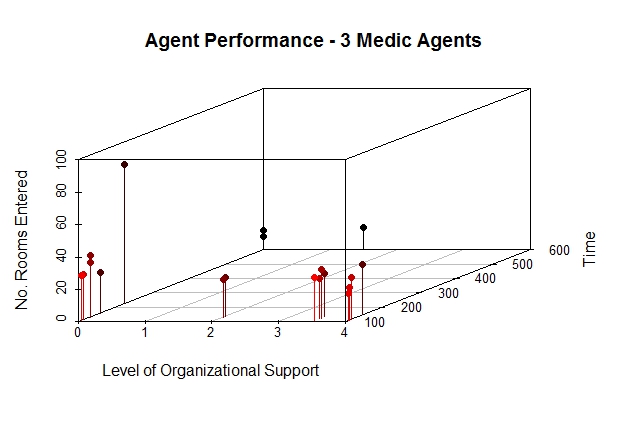 Agent Performance - 3 Medic Agents
No. Rooms Entered
0 20 40 60 80 100
0 1 2 3 4
Level of Organizational Support
100 200 300 400 500 600
Time